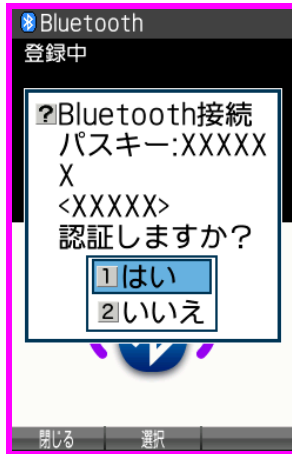 Bluetooth
登録中
?Bluetooth接続
パスキー:XXXXX
X
<XXXXX>
認証しますか？
1はい
2いいえ
閉じる 選択